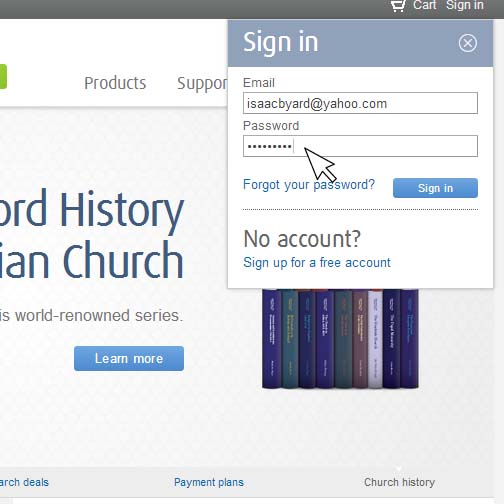 Cart Sign in
Sign in
Products
Suppor
Email
isaacbyard@yahoo.com
Password
•••••••••
Forgot your password?
Sign in
No account?
Sign up for a free account
ord History
ian Church
is world-renowned series.
Learn more
arch deals
Payment plans
Church history